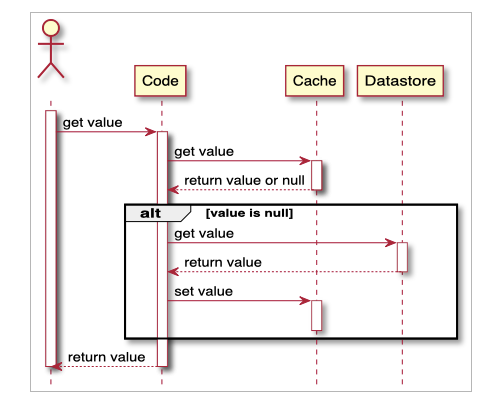 Code
Cache
Datastore
get value
get value
return value or null
alt
[value is null]
get value
return value
set value
return value